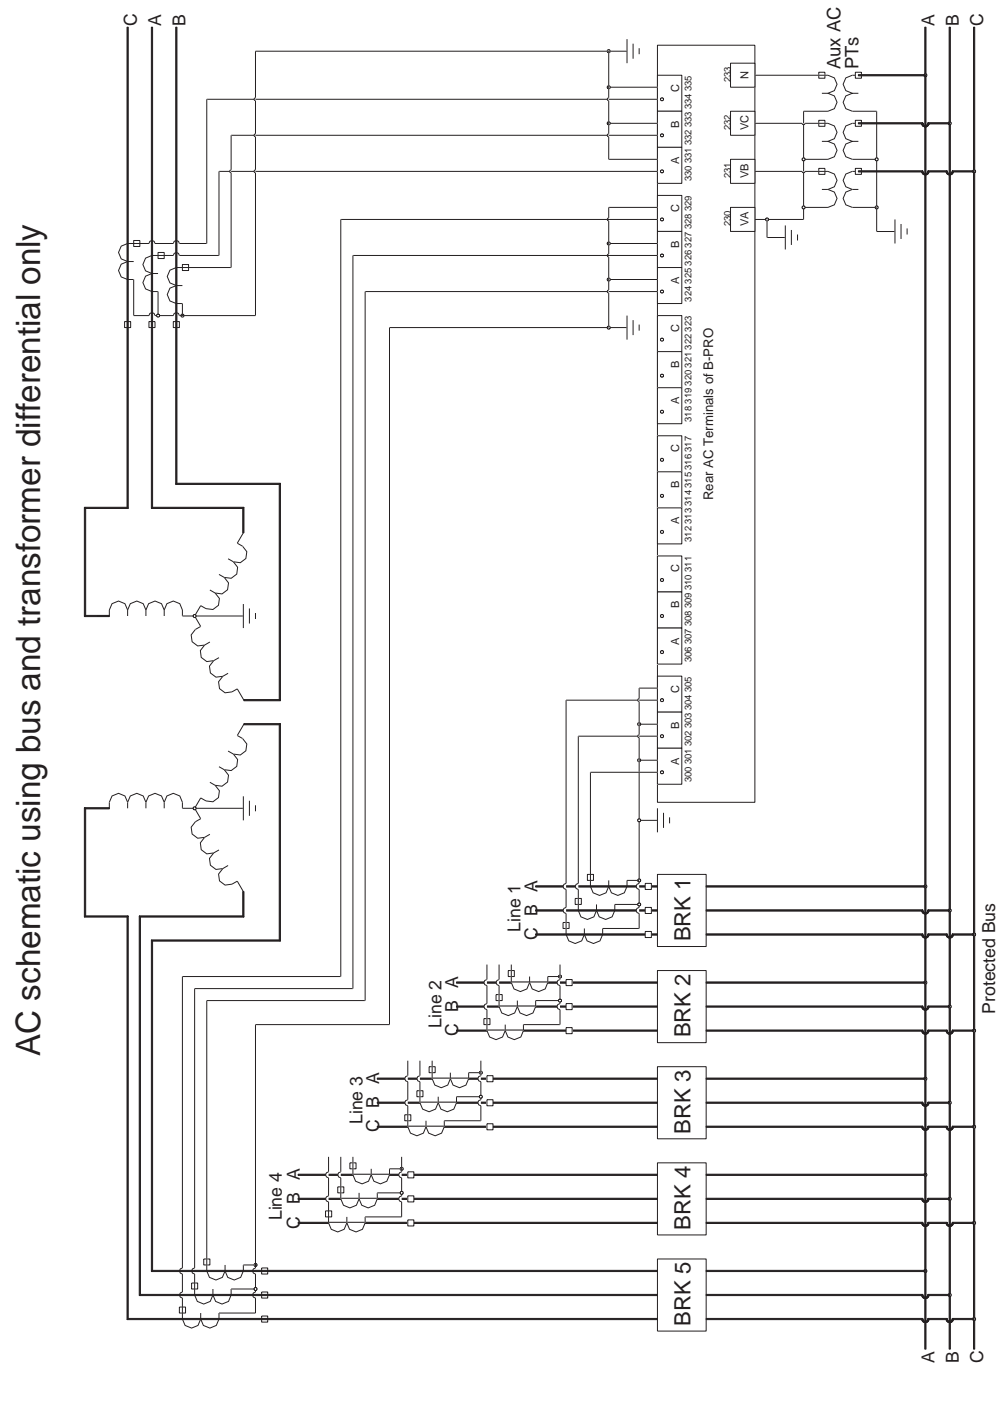 AC schematic using bus and transformer differential only
C
A
B
Line 4
C B A
Line 3
C B A
Line 2
C B A
Line 1
C B A
BRK 5
BRK 4
BRK 3
BRK 2
BRK 1
A B C
300 301 302 303 304 305
A B C
306 307 308 309 310 311
A B C
312 313 314 315 316 317
A B C
318 319 320 321 322 323
A B C
324 325 326 327 328 329
A B C
330 331 332 333 334 335
Rear AC Terminals of B-PRO
230 231 232 233
VA VB VC N
Aux AC
PTs
A
B
C
A
B
C
Protected Bus